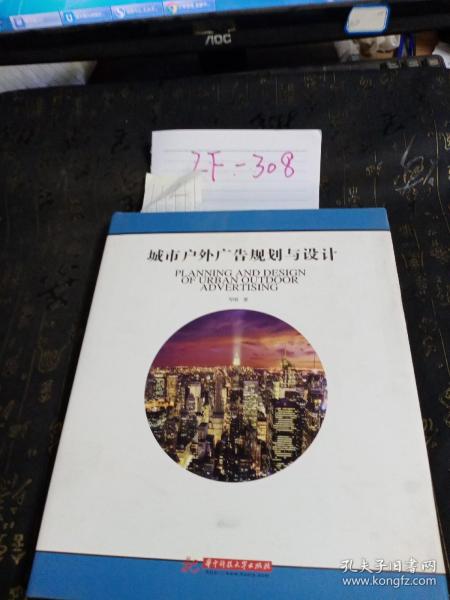 AOC
2F.-308
城市户外广告规划与设计
PLANNING AND DESIGN
OF URBAN OUTDOOR
ADVERTISING
著
华中科技大学出版社
孔夫子旧书网
www.kongfz.com